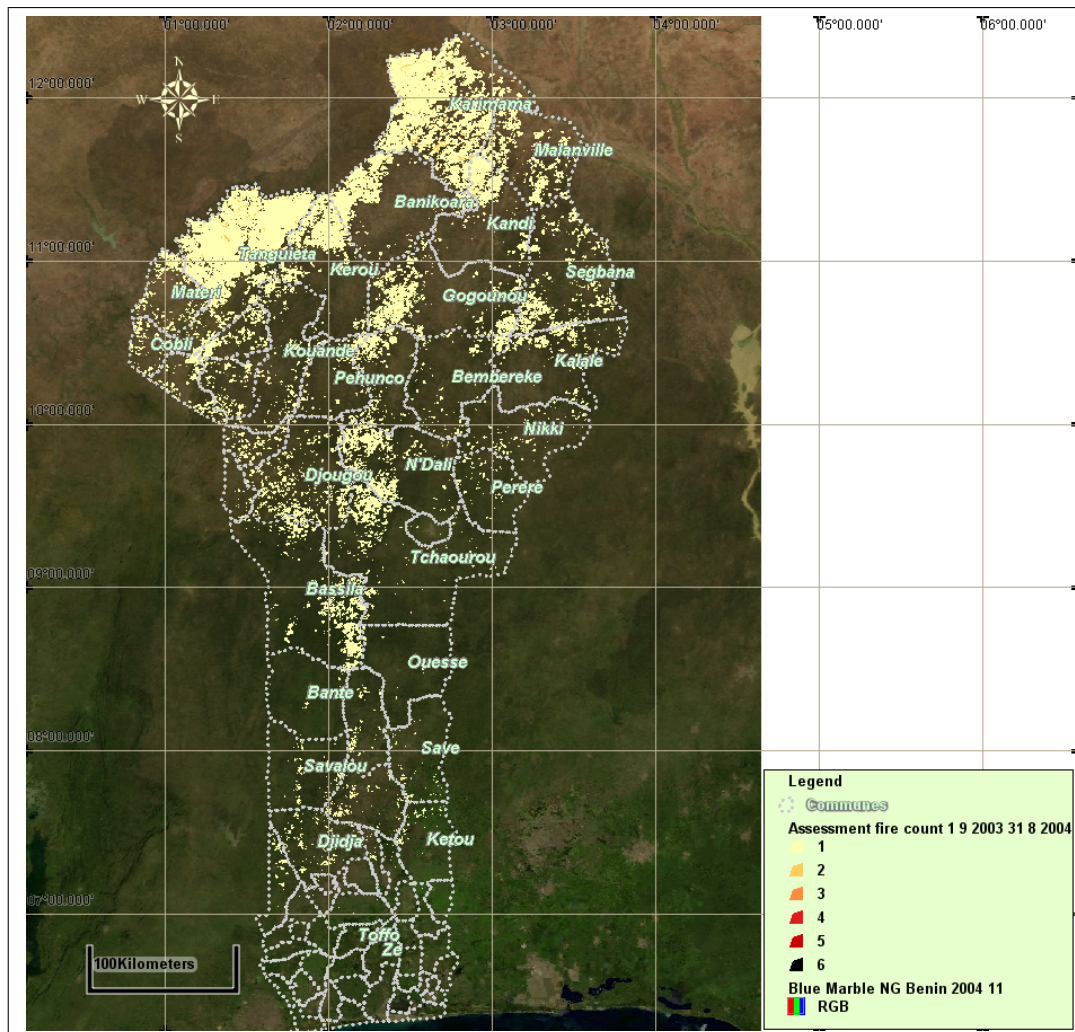 01°00.000'
02°00.000'
03°00.000'
04°00.000'
05°00.000'
06°00.000'
12°00.000'
N
W
E
S
Karimama
Malanville
Banikoara
Kandi
11°00.000'
Tanguieta
Kerou
Segbana
Materi
Gogounou
Cobli
Kouande
Kalale
Pehunco
Bembereke
10°00.000'
Nikki
N'Dali
Djougou
Perere
Tchaourou
09°00.000'
Bassila
Ouesse
Bante
08°00.000'
Save
Savalou
Djidja
Ketou
07°00.000'
Toffo
Ze
100Kilometers
Legend
Communes
Assessment fire count 1 9 2003 31 8 2004
1
2
3
4
5
6
Blue Marble NG Benin 2004 11
RGB